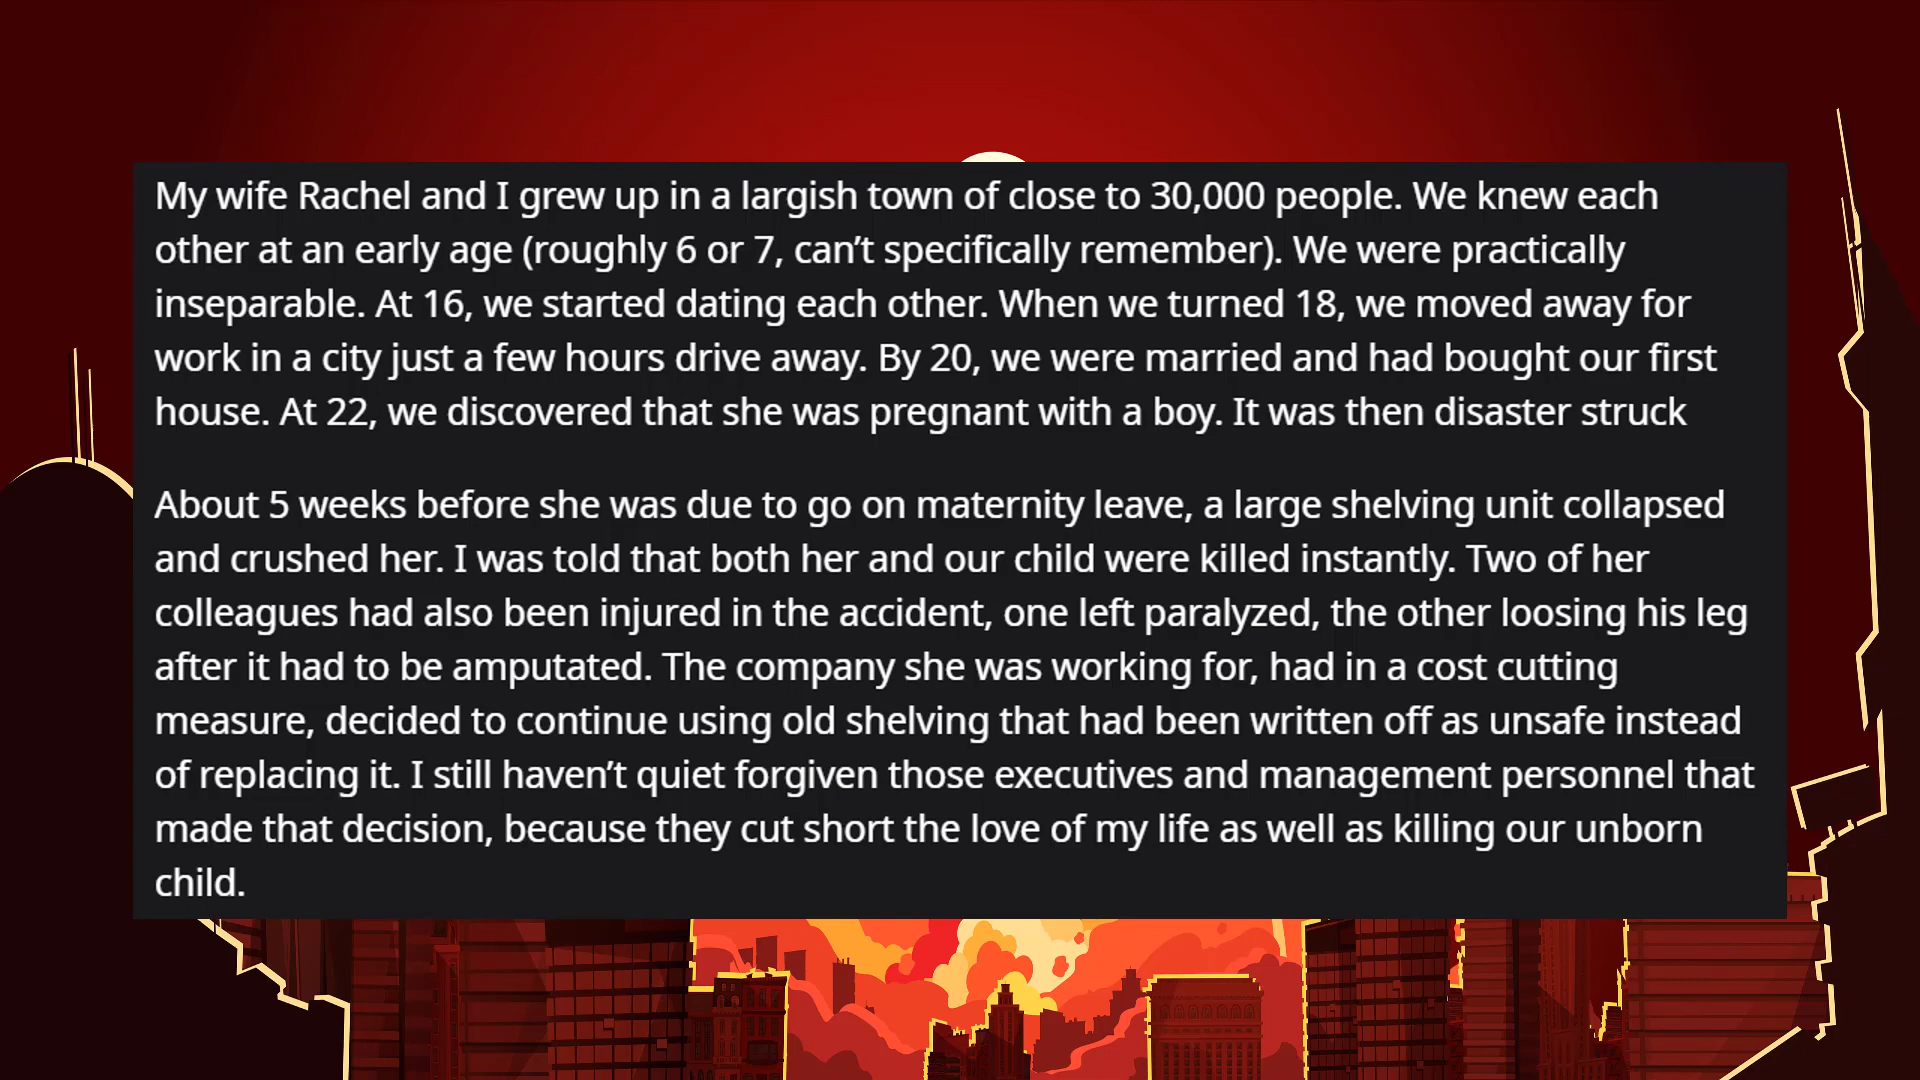 My wife Rachel and I grew up in a largish town of close to 30,000 people. We knew each
other at an early age (roughly 6 or 7, can’t specifically remember). We were practically
inseparable. At 16, we started dating each other. When we turned 18, we moved away for
work in a city just a few hours drive away. By 20, we were married and had bought our first
house. At 22, we discovered that she was pregnant with a boy. It was then disaster struck
About 5 weeks before she was due to go on maternity leave, a large shelving unit collapsed
and crushed her. I was told that both her and our child were killed instantly. Two of her
colleagues had also been injured in the accident, one left paralyzed, the other loosing his leg
after it had to be amputated. The company she was working for, had in a cost cutting
measure, decided to continue using old shelving that had been written off as unsafe instead
of replacing it. I still haven’t quiet forgiven those executives and management personnel that
made that decision, because they cut short the love of my life as well as killing our unborn
child.